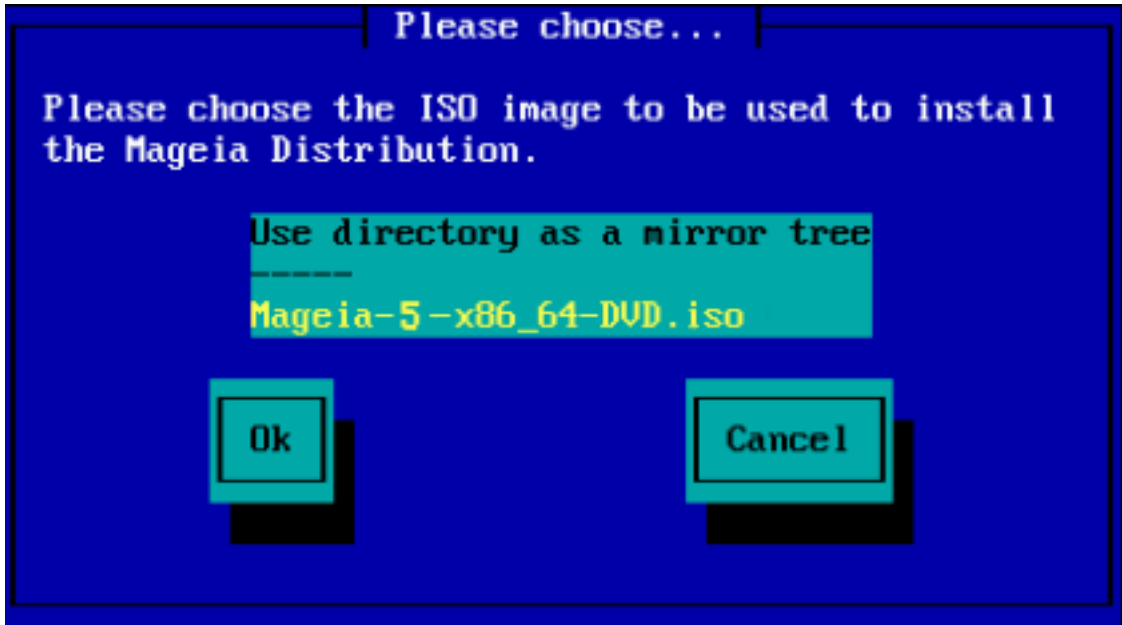 Please choose...
Please choose the ISO image to be used to install
the Mageia Distribution.
Use directory as a mirror tree
-----
Mageia-5-x86_64-DVD.iso
Ok
Cancel